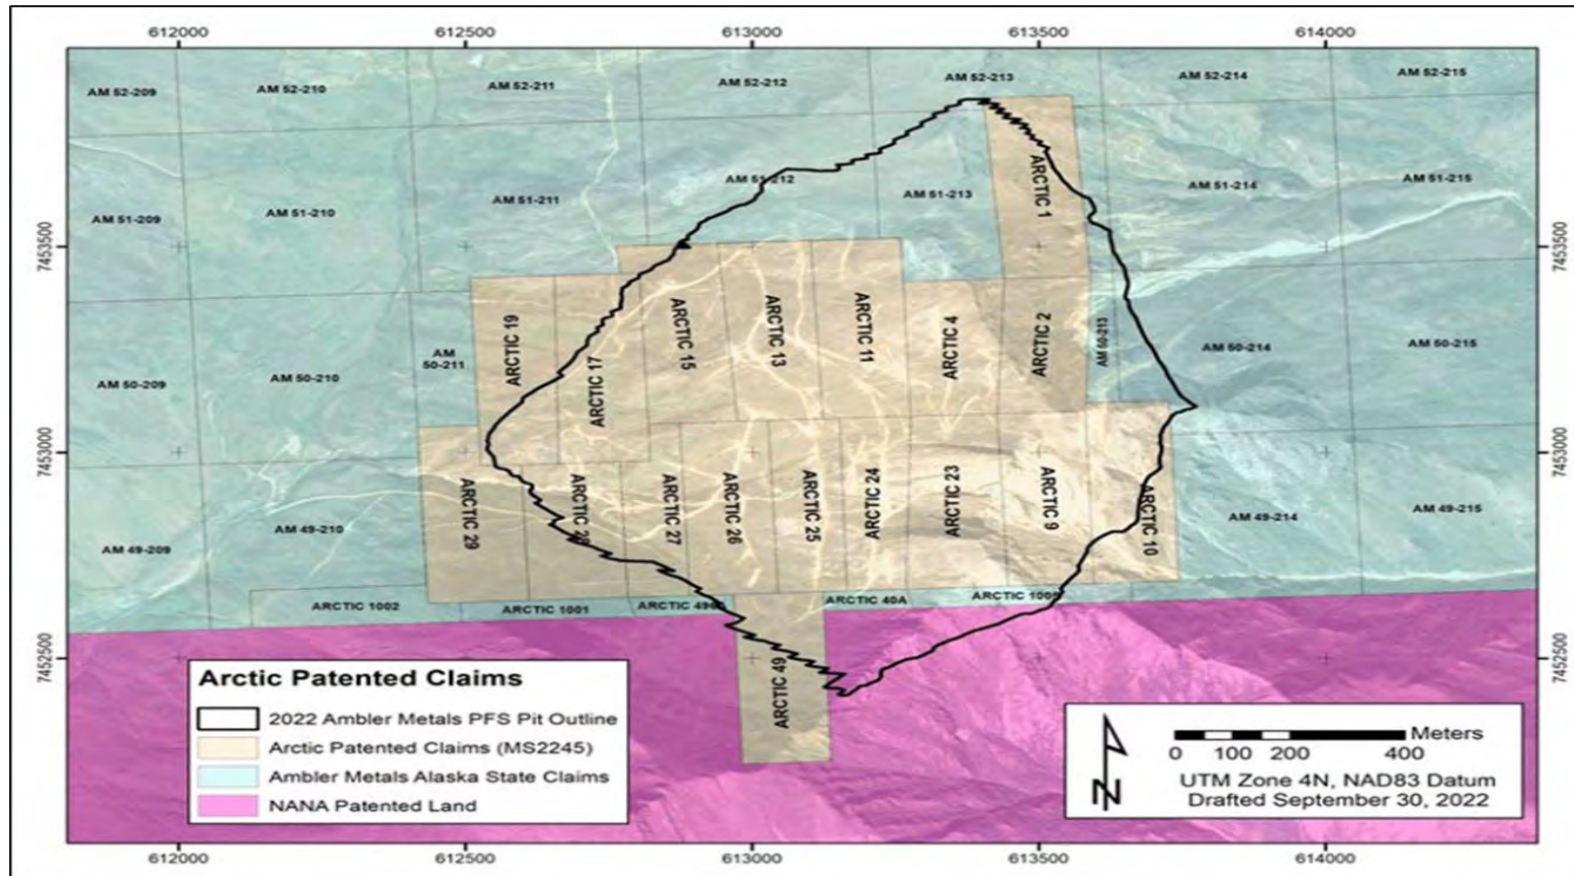 612000
612500
613000
613500
614000
AM 52-209
AM 52-210
AM 52-211
AM 52-212
AM 52-213
AM 52-214
AM 52-215
AM 51-209
AM 51-210
AM 51-211
AM 51-212
AM 51-213
ARCTIC 1
AM 51-214
AM 51-215
7453500
7453500
AM 50-209
AM 50-210
AM
50-211
ARCTIC 19
ARCTIC 17
ARCTIC 15
ARCTIC 13
ARCTIC 11
ARCTIC 4
ARCTIC 2
AM 50-213
AM 50-214
AM 50-215
7453000
7453000
AM 49-209
AM 49-210
ARCTIC 29
ARCTIC
ARCTIC 27
ARCTIC 26
ARCTIC 25
ARCTIC 24
ARCTIC 23
ARCTIC 9
ARCTIC 10
AM 49-214
AM 49-215
ARCTIC 1002
ARCTIC 1001
ARCTIC
ARCTIC 40A
ARCTIC
7452500
7452500
ARCTIC 49
Arctic Patented Claims
2022 Ambler Metals PFS Pit Outline
Arctic Patented Claims (MS2245)
Ambler Metals Alaska State Claims
NANA Patented Land
N
Meters
0 100 200 400
UTM Zone 4N, NAD83 Datum
Drafted September 30, 2022
612000
612500
613000
613500
614000